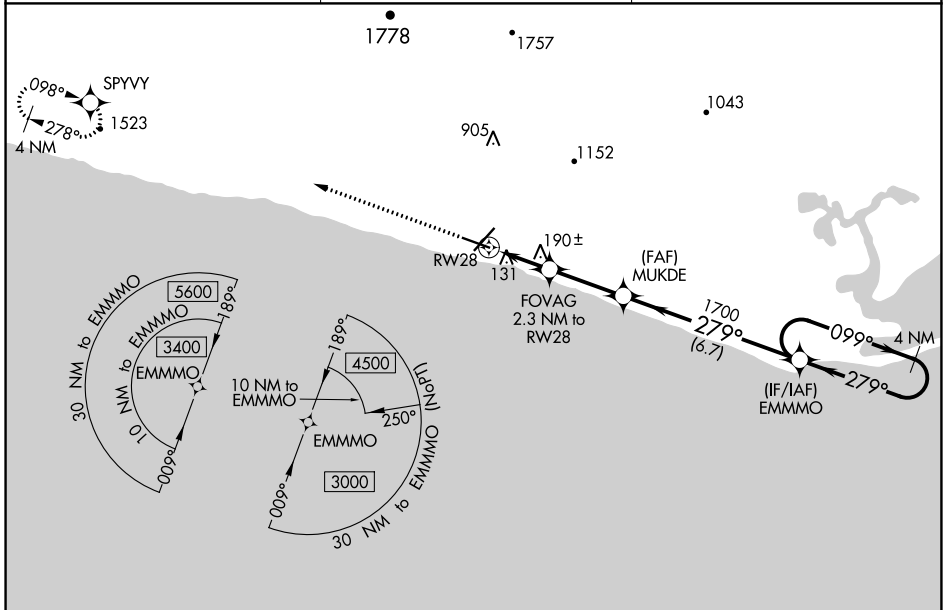 1778
1757
098°
SPYVY
278°
1523
4 NM
905
1152
1043
RW28
131
190±
FOVAG
2.3 NM to
RW28
(FAF)
MUKDE
1700
279°
(6.7)
099°
4 NM
279°
(IF/IAF)
EMMMO
5600
189°
30 NM to EMMMO
10 NM to EMMMO
3400
EMMMO
009°
189°
4500
(NoPT)
10 NM to
EMMMO
250°
EMMMO
009°
3000
30 NM to EMMMO